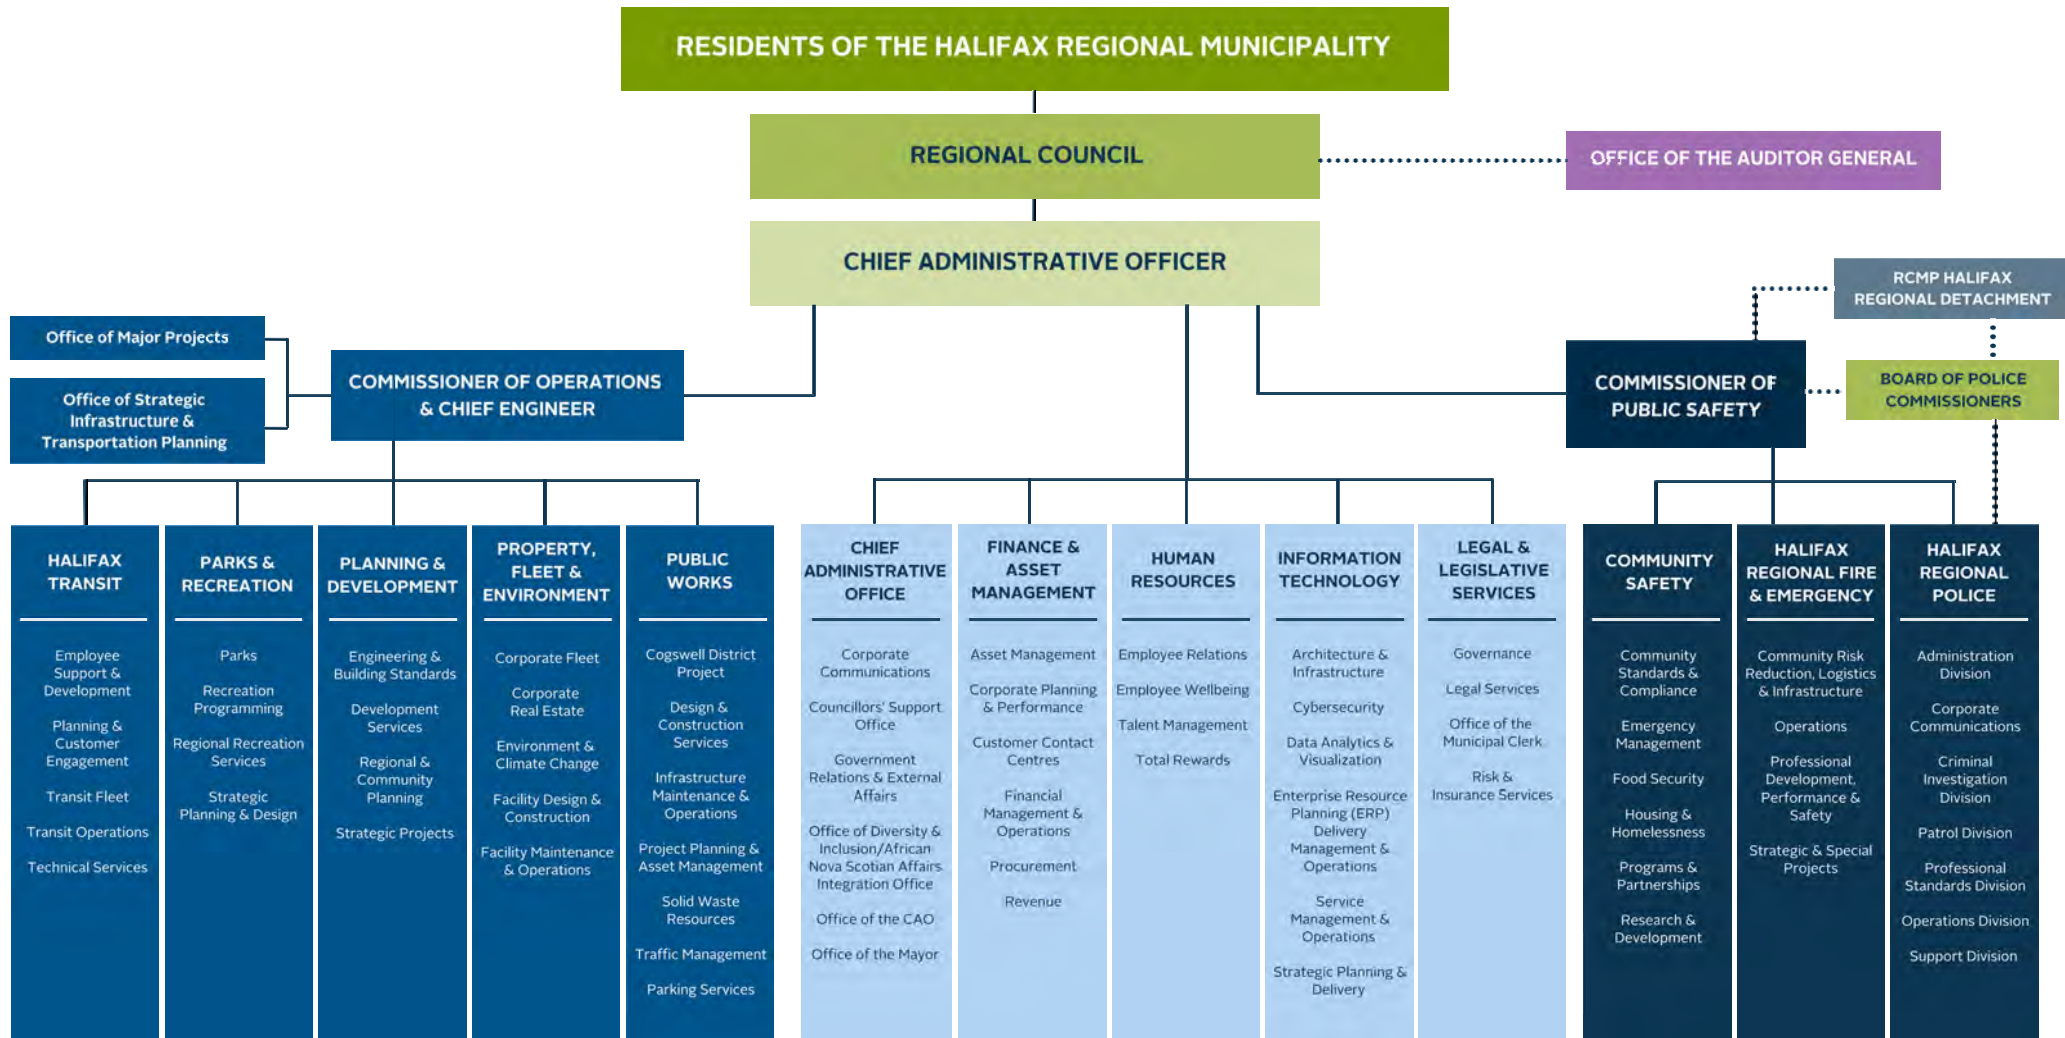 RESIDENTS OF THE HALIFAX REGIONAL MUNICIPALITY
REGIONAL COUNCIL
OFFICE OF THE AUDITOR GENERAL
CHIEF ADMINISTRATIVE OFFICER
RCMP HALIFAX
REGIONAL DETACHMENT
Office of Major Projects
Office of Strategic
Infrastructure &
Transportation Planning
COMMISSIONER OF OPERATIONS
& CHIEF ENGINEER
COMMISSIONER OF
PUBLIC SAFETY
BOARD OF POLICE
COMMISSIONERS
HALIFAX
TRANSIT
Employee
Support &
Development
Planning &
Customer
Engagement
Transit Fleet
Transit Operations
Technical Services
PARKS &
RECREATION
Parks
Recreation
Programming
Regional Recreation
Services
Strategic
Planning & Design
PLANNING &
DEVELOPMENT
Engineering &
Building Standards
Development
Services
Regional &
Community
Planning
Strategic Projects
PROPERTY,
FLEET &
ENVIRONMENT
Corporate Fleet
Corporate
Real Estate
Environment &
Climate Change
Facility Design &
Construction
Facility Maintenance
& Operations
PUBLIC
WORKS
Cogswell District
Project
Design &
Construction
Services
Infrastructure
Maintenance &
Operations
Project Planning &
Asset Management
Solid Waste
Resources
Traffic Management
Parking Services
CHIEF
ADMINISTRATIVE
OFFICE
Corporate
Communications
Councillors' Support
Office
Government
Relations & External
Affairs
Office of Diversity &
Inclusion/African
Nova Scotian Affairs
Integration Office
Office of the CAO
Office of the Mayor
FINANCE &
ASSET
MANAGEMENT
Asset Management
Corporate Planning
& Performance
Customer Contact
Centres
Financial
Management &
Operations
Procurement
Revenue
HUMAN
RESOURCES
Employee Relations
Employee Wellbeing
Talent Management
Total Rewards
INFORMATION
TECHNOLOGY
Architecture &
Infrastructure
Cybersecurity
Data Analytics &
Visualization
Enterprise Resource
Planning (ERP)
Delivery
Management &
Operations
Service
Management &
Operations
Strategic Planning &
Delivery
LEGAL &
LEGISLATIVE
SERVICES
Governance
Legal Services
Office of the
Municipal Clerk
Risk &
Insurance Services
COMMUNITY
SAFETY
Community
Standards &
Compliance
Emergency
Management
Food Security
Housing &
Homelessness
Programs &
Partnerships
Research &
Development
HALIFAX
REGIONAL FIRE
& EMERGENCY
Community Risk
Reduction, Logistics
& Infrastructure
Operations
Professional
Development,
Performance &
Safety
Strategic & Special
Projects
HALIFAX
REGIONAL
POLICE
Administration
Division
Corporate
Communications
Criminal
Investigation
Division
Patrol Division
Professional
Standards Division
Operations Division
Support Division